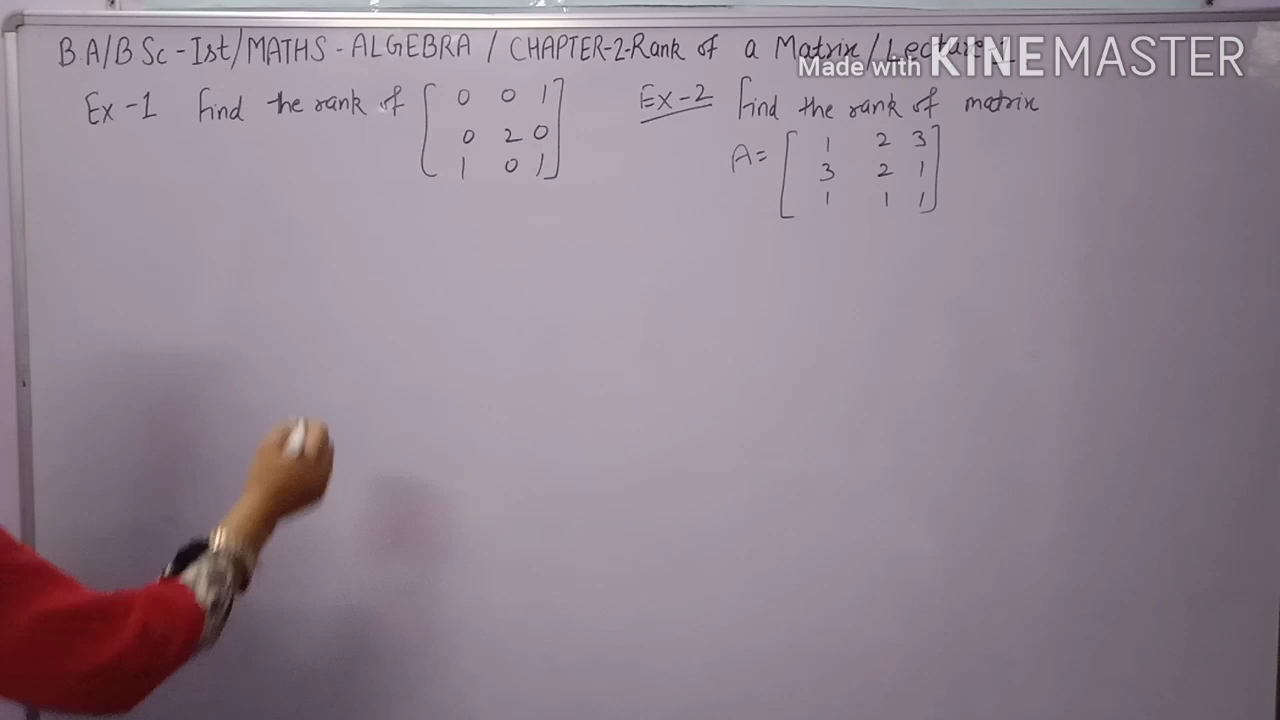 B.A/B Sc - Ist/MATHS - ALGEBRA / CHAPTER-2-Rank of a Matrix/Lecture-1
Made with KINEMASTER
Ex -1 Find the rank of [ 0 0 1
0 2 0
1 0 1 ]
Ex-2 Find the rank of matrix
A= [ 1 2 3
3 2 1
1 1 1 ]